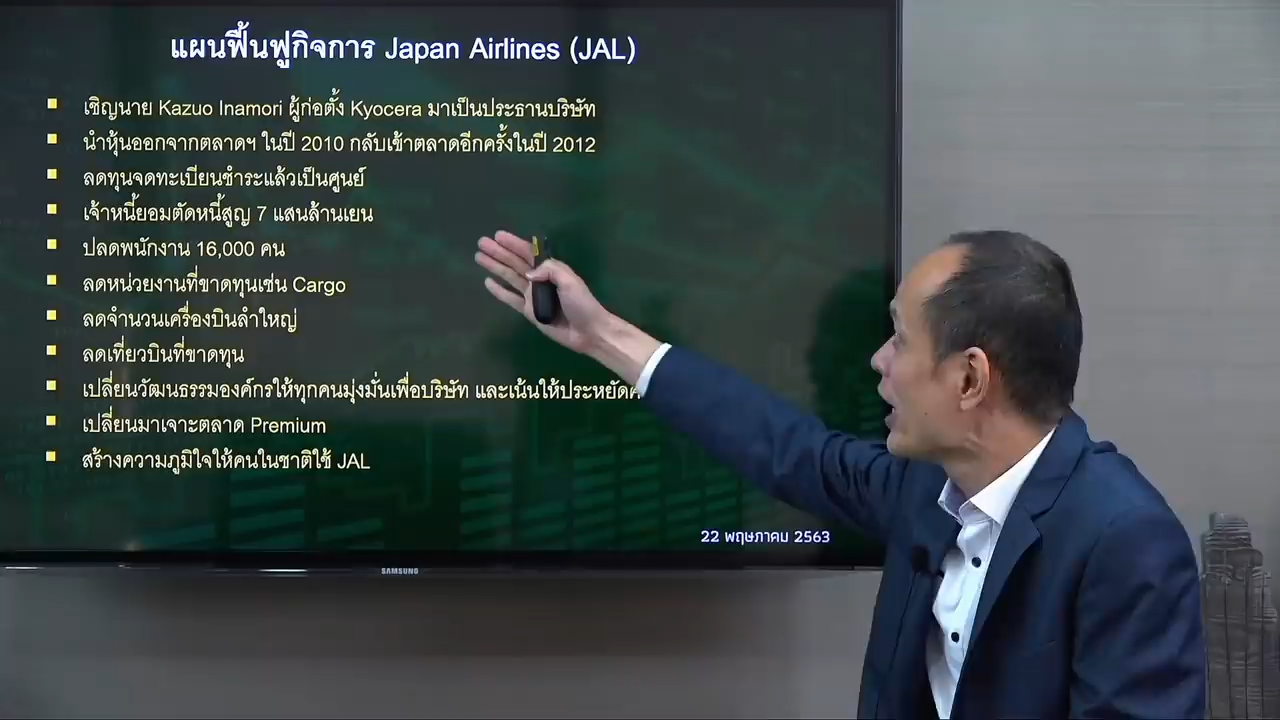 แผนฟื้นฟูกิจการ Japan Airlines (JAL)
เชิญนาย Kazuo Inamori ผู้ก่อตั้ง Kyocera มาเป็นประธานบริษัท
นำหุ้นออกจากตลาดฯ ในปี 2010 กลับเข้าตลาดอีกครั้งในปี 2012
ลดทุนจดทะเบียนชำระแล้วเป็นศูนย์
เจ้าหนี้ยอมตัดหนี้สูญ 7 แสนล้านเยน
ปลดพนักงาน 16,000 คน
ลดหน่วยงานที่ขาดทุนเช่น Cargo
ลดจำนวนเครื่องบินลำใหญ่
ลดเที่ยวบินที่ขาดทุน
เปลี่ยนวัฒนธรรมองค์กรให้ทุกคนมุ่งมั่นเพื่อบริษัท และเน้นให้ประหยัด
เปลี่ยนมาเจาะตลาด Premium
สร้างความภูมิใจให้คนในชาติใช้ JAL
22 พฤษภาคม 2563
SAMSUNG